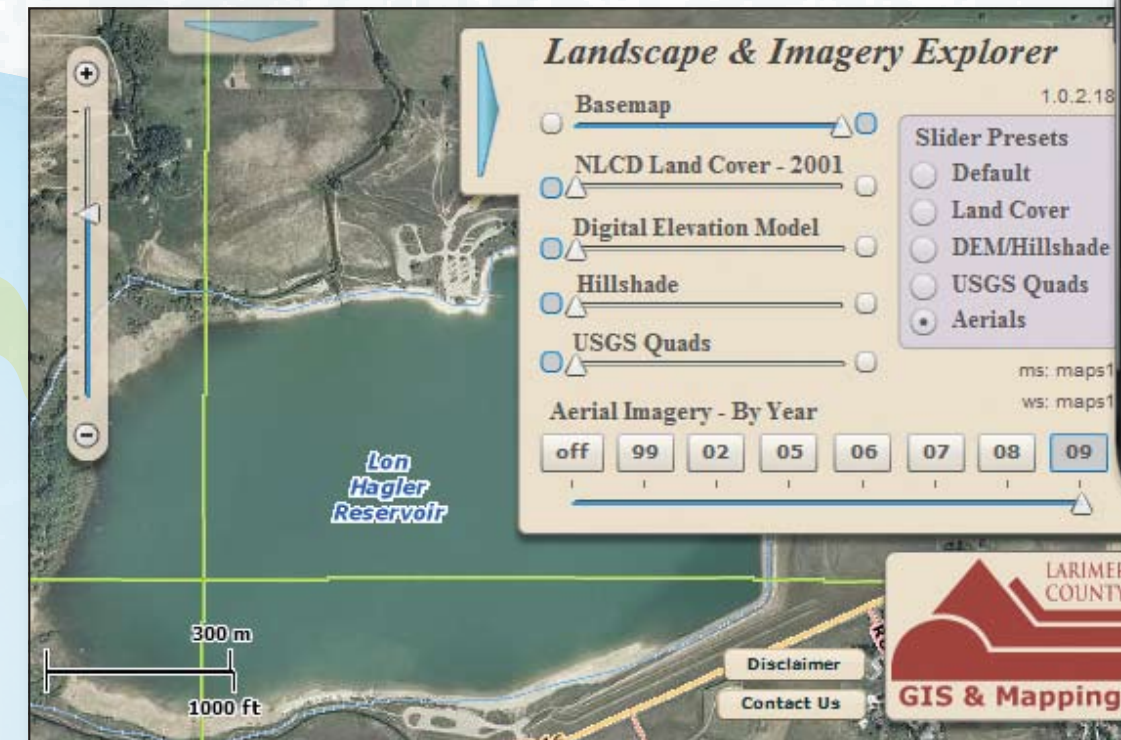 Landscape & Imagery Explorer
1.0.2.18
Basemap
NLCD Land Cover - 2001
Digital Elevation Model
Hillshade
USGS Quads
Slider Presets
Default
Land Cover
DEM/Hillshade
USGS Quads
Aerials
ms: maps1
ws: maps1
Aerial Imagery - By Year
off 99 02 05 06 07 08 09
Lon
Hagler
Reservoir
300 m
1000 ft
Disclaimer
Contact Us
LARIMER
COUNTY
GIS & Mapping